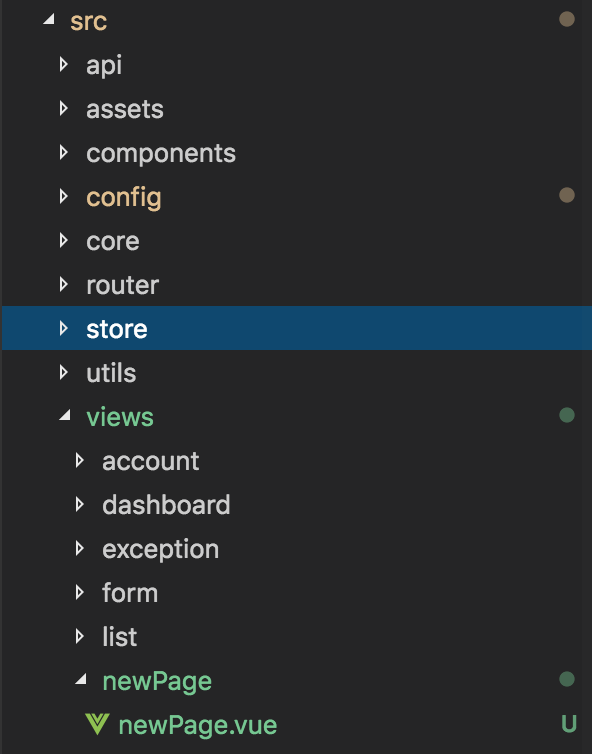 src
api
assets
components
config
core
router
store
utils
views
account
dashboard
exception
form
list
newPage
newPage.vue U